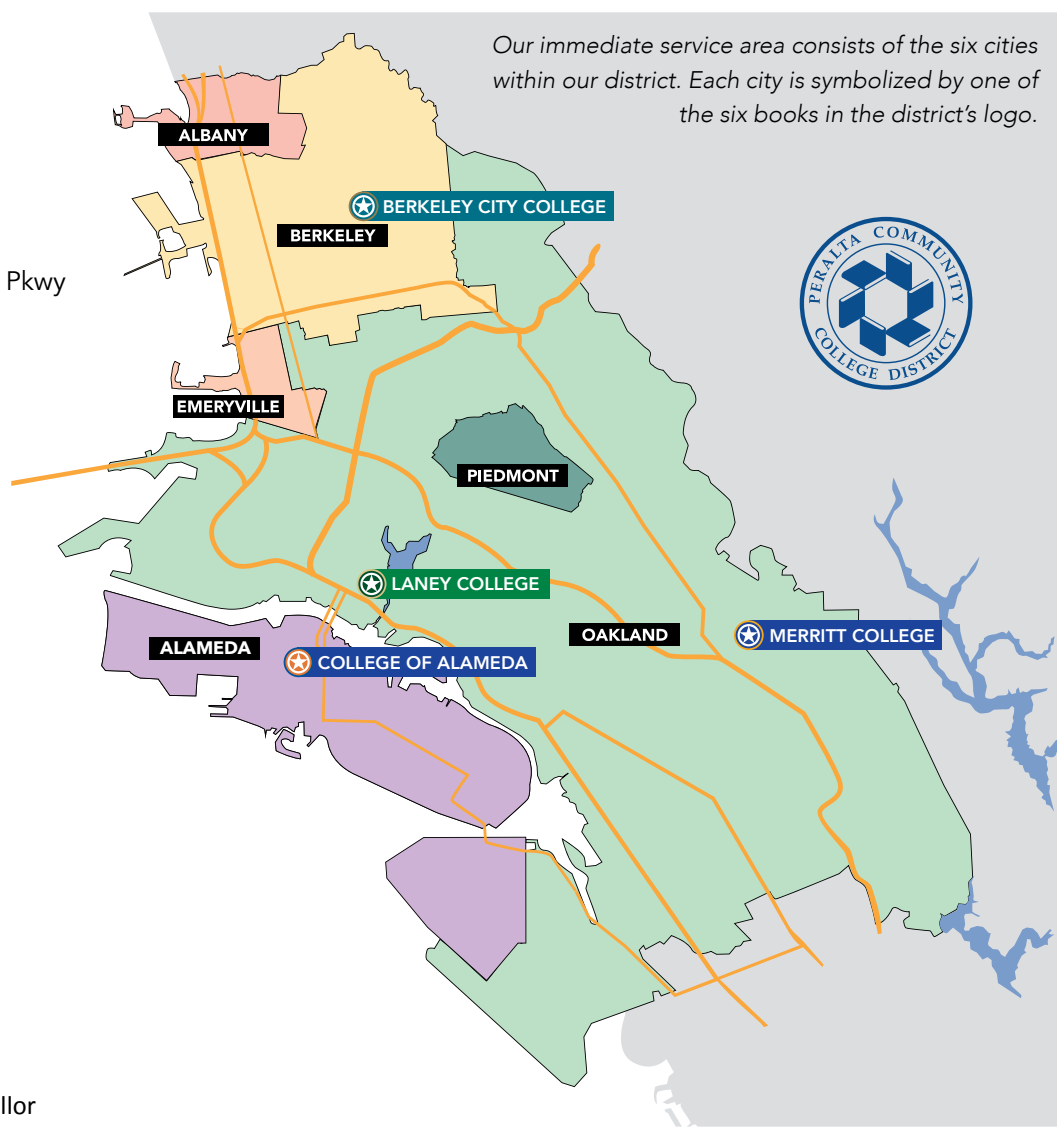 Our immediate service area consists of the six cities
within our district. Each city is symbolized by one of
the six books in the district's logo.
ALBANY
BERKELEY CITY COLLEGE
BERKELEY
PERALTA COMMUNITY
COLLEGE DISTRICT
Pkwy
EMERYVILLE
PIEDMONT
LANEY COLLEGE
OAKLAND
MERRITT COLLEGE
ALAMEDA
COLLEGE OF ALAMEDA
llor